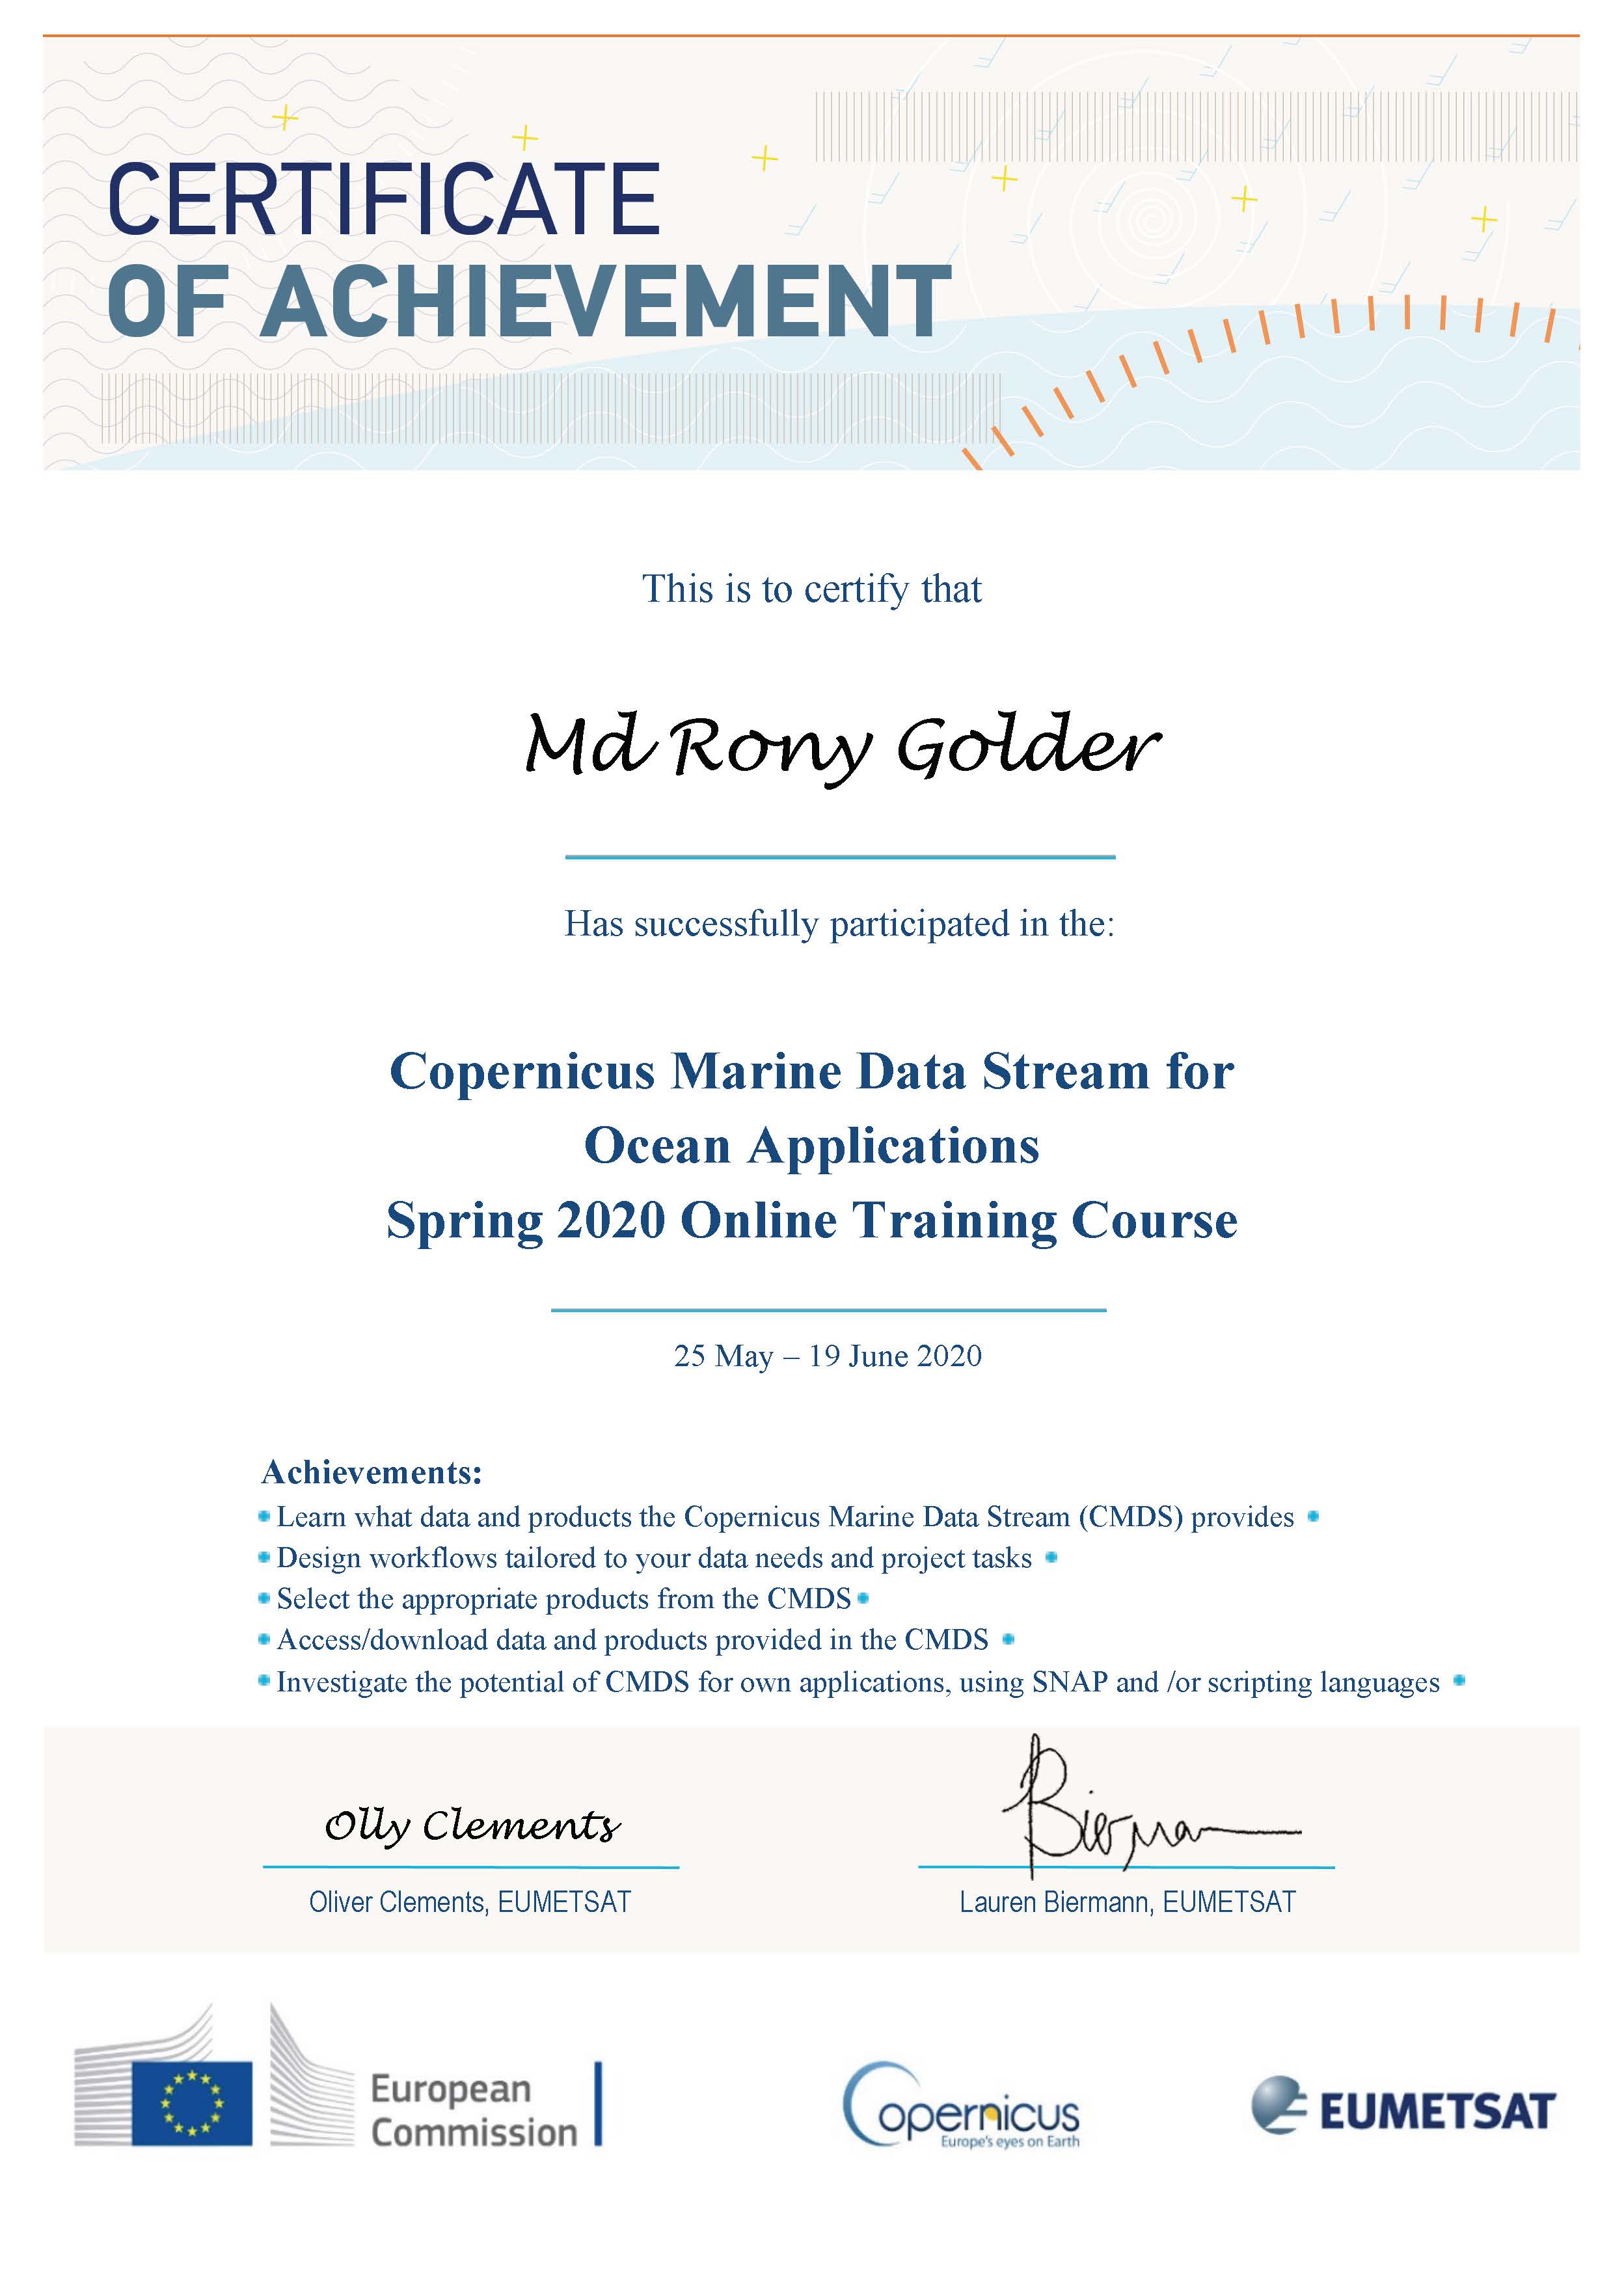 CERTIFICATE
OF ACHIEVEMENT
This is to certify that
Md Rony Golder
Has successfully participated in the:
Copernicus Marine Data Stream for
Ocean Applications
Spring 2020 Online Training Course
25 May – 19 June 2020
Achievements:
Learn what data and products the Copernicus Marine Data Stream (CMDS) provides
Design workflows tailored to your data needs and project tasks
Select the appropriate products from the CMDS
Access/download data and products provided in the CMDS
Investigate the potential of CMDS for own applications, using SNAP and /or scripting languages
Olly Clements
Bierman
Oliver Clements, EUMETSAT
Lauren Biermann, EUMETSAT
European
Commission
Copernicus
Europe's eyes on Earth
EUMETSAT